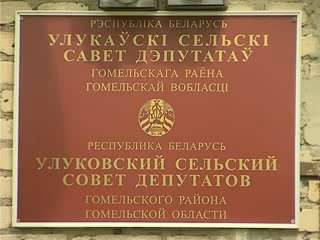 РЭСПУБЛІКА БЕЛАРУСЬ
УЛУКАЎСКІ СЕЛЬСКІ
САВЕТ ДЭПУТАТАЎ
ГОМЕЛЬСКАГА РАЁНА
ГОМЕЛЬСКАЙ ВОБЛАСЦІ
РЕСПУБЛИКА БЕЛАРУСЬ
УЛУКОВСКИЙ СЕЛЬСКИЙ
СОВЕТ ДЕПУТАТОВ
ГОМЕЛЬСКОГО РАЙОНА
ГОМЕЛЬСКОЙ ОБЛАСТИ